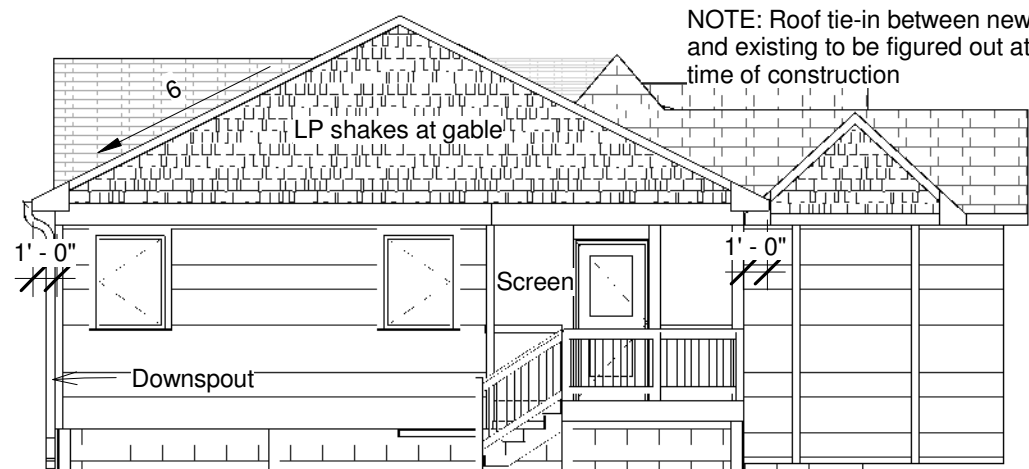 NOTE: Roof tie-in between new
and existing to be figured out at
time of construction
6
LP shakes at gable
1' - 0"
1' - 0"
Screen
Downspout